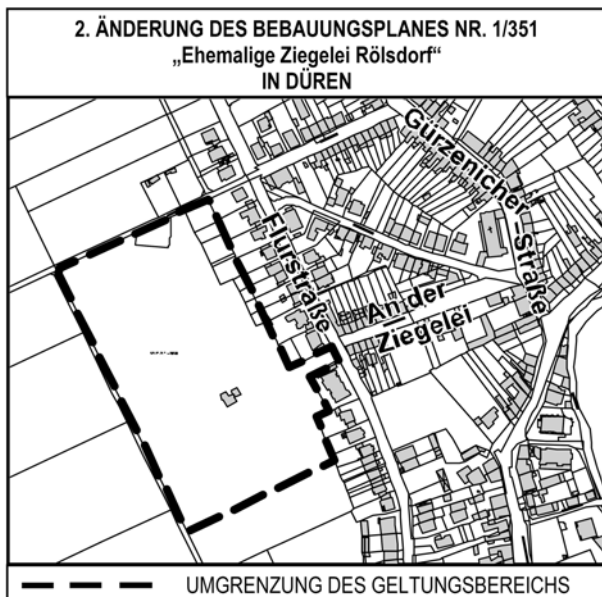 2. ÄNDERUNG DES BEBAUUNGSPLANES NR. 1/351
„Ehemalige Ziegelei Rölsdorf“
IN DÜREN
Gürzenicher-Straße
Flurstraße
An der
Ziegelei
UMGRENZUNG DES GELTUNGSBEREICHS